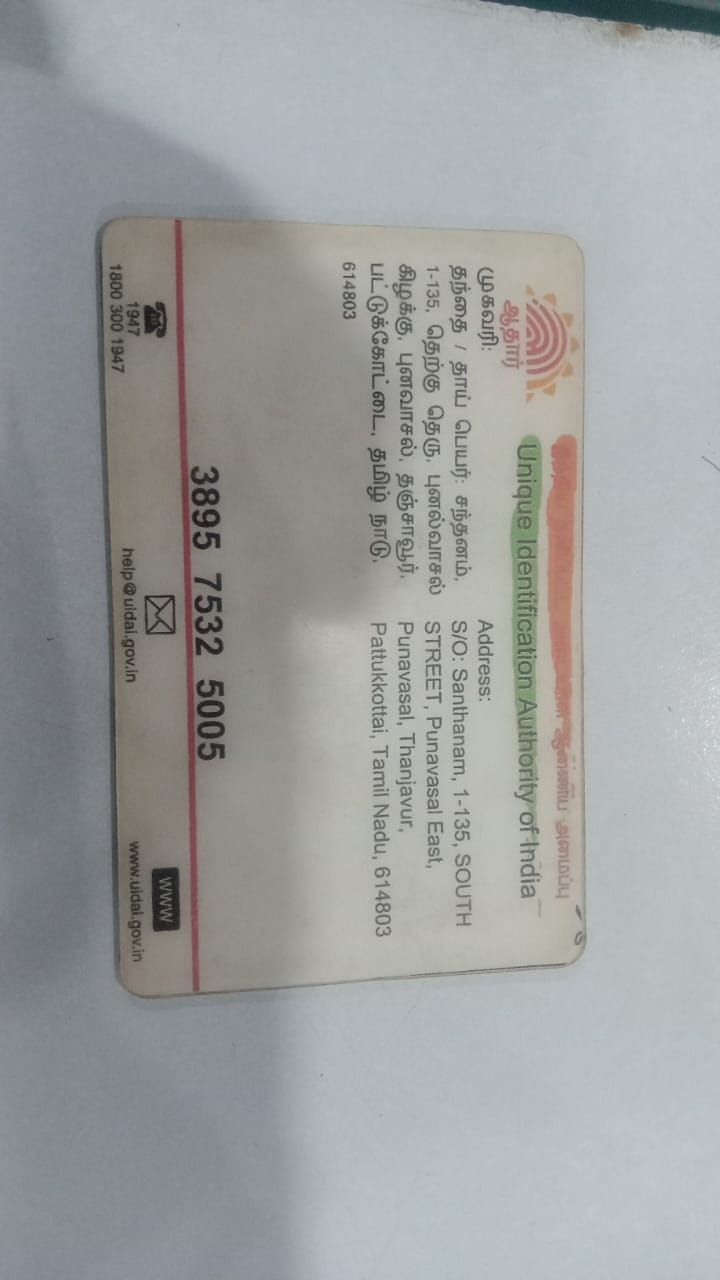 ஆதார்
Unique Identification Authority of India
முகவரி:
தந்தை / தாய் பெயர்: சந்தனம்,
1-135, தெற்கு தெரு, புனல்வாசல்
கிழக்கு, புனவாசல், தஞ்சாவூர்,
பட்டுக்கோட்டை, தமிழ் நாடு,
614803
Address:
S/O: Santhanam, 1-135, SOUTH
STREET, Punavasal East,
Punavasal, Thanjavur,
Pattukkottai, Tamil Nadu, 614803
3895 7532 5005
1947
1800 300 1947
help@uidai.gov.in
www
www.uidai.gov.in